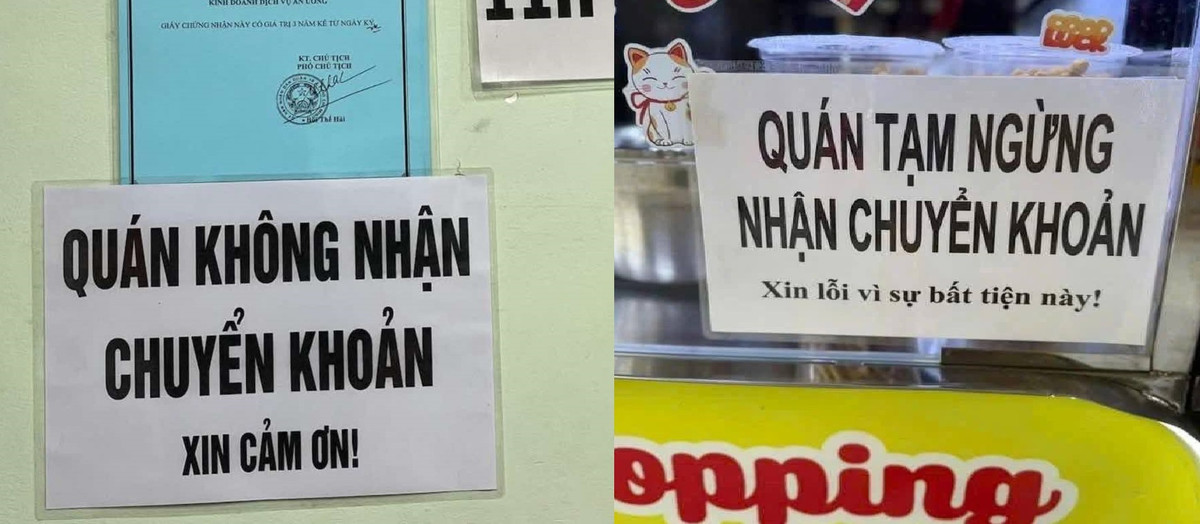 KINH DOANH DỊCH VỤ ĂN UỐNG
GIẤY CHỨNG NHẬN NÀY CÓ GIÁ TRỊ 3 NĂM KỂ TỪ NGÀY KÝ
KT. CHỦ TỊCH
PHÓ CHỦ TỊCH
QUÁN KHÔNG NHẬN
CHUYỂN KHOẢN
XIN CẢM ƠN!
GOOD
LUCK
QUÁN TẠM NGỪNG
NHẬN CHUYỂN KHOẢN
Xin lỗi vì sự bất tiện này!
opping